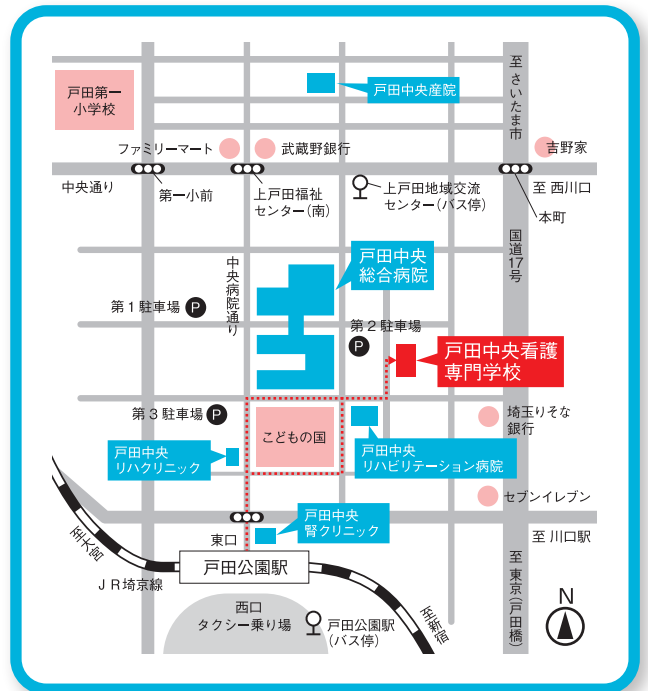 戸田第一
小学校
戸田中央産院
至さいたま市
ファミリーマート
武蔵野銀行
吉野家
中央通り
第一小前
上戸田福祉
センター(南)
上戸田地域交流
センター(バス停)
至 西川口
本町
国道17号
中央病院通り
戸田中央
総合病院
第1駐車場
P
第2駐車場
P
戸田中央看護
専門学校
第3駐車場
P
こどもの国
戸田中央
リハクリニック
戸田中央
リハビリテーション病院
埼玉りそな
銀行
セブンイレブン
戸田中央
腎クリニック
東口
至 川口駅
至大宮
戸田公園駅
JR埼京線
西口
タクシー乗り場
戸田公園駅
(バス停)
至新宿
至 東京(戸田橋)
N